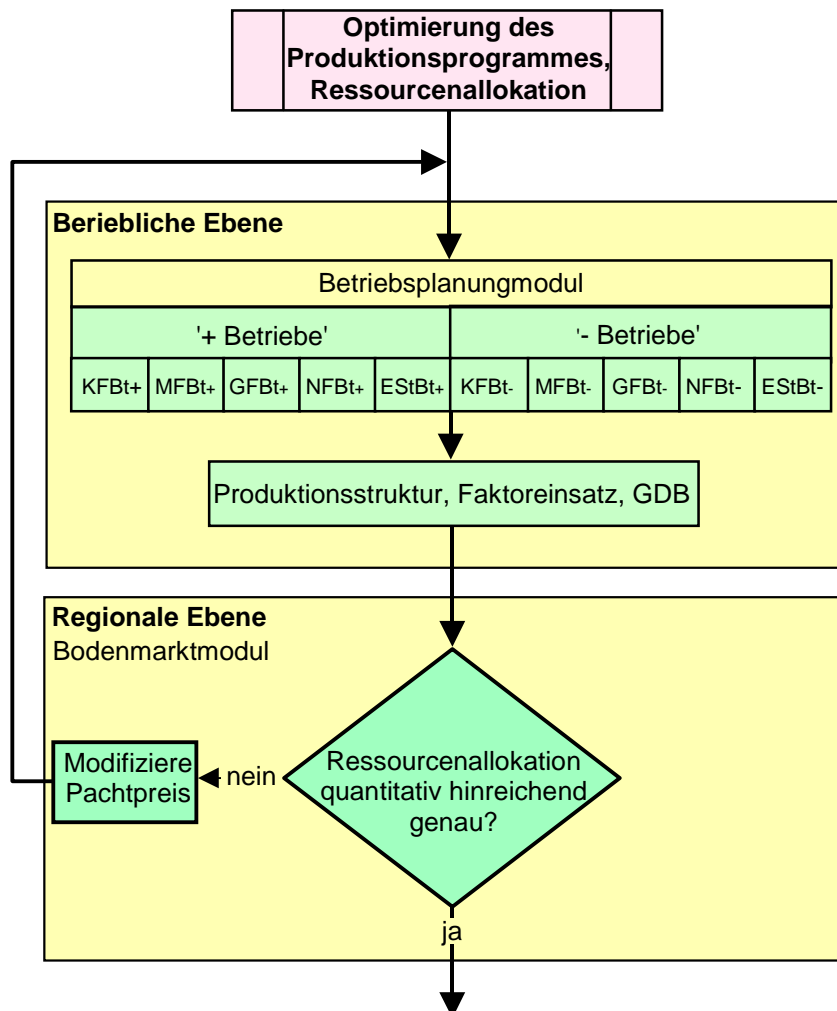 Optimierung des
Produktionsprogrammes,
Ressourcenallokation
Beriebliche Ebene
Betriebsplanungmodul
'+ Betriebe' '- Betriebe'
KFBt+ MFBt+ GFBt+ NFBt+ EStBt+ KFBt- MFBt- GFBt- NFBt- EStBt-
Produktionsstruktur, Faktoreinsatz, GDB
Regionale Ebene
Bodenmarktmodul
Modifiziere
Pachtpreis
nein
Ressourcenallokation
quantitativ hinreichend
genau?
ja